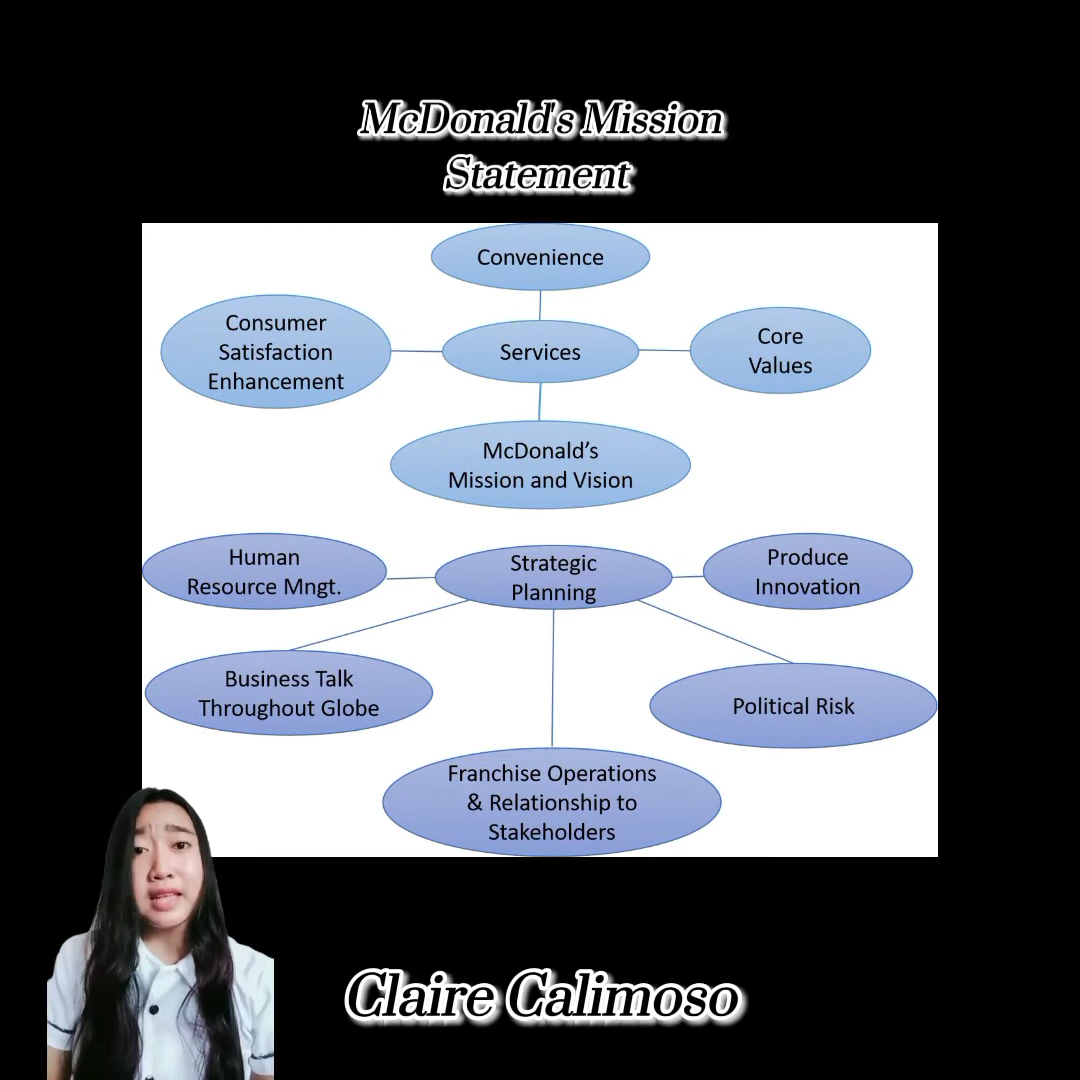 McDonald's Mission
Statement
Convenience
Consumer
Satisfaction
Enhancement
Services
Core
Values
McDonald’s
Mission and Vision
Human
Resource Mngt.
Strategic
Planning
Produce
Innovation
Business Talk
Throughout Globe
Political Risk
Franchise Operations
& Relationship to
Stakeholders
Claire Calimoso